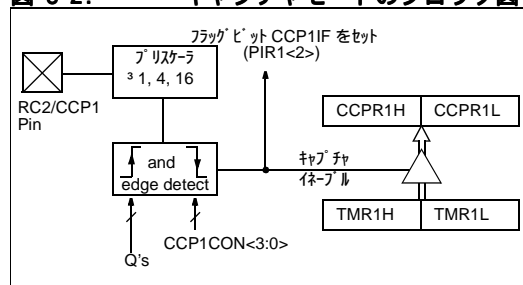 図 キャプチャモードのブロック図
ﾌﾗｯｸﾞﾋﾞｯﾄ CCP1IF をｾｯﾄ
(PIR1<2>)
ﾌﾟﾘｽｹｰﾗ
³ 1, 4, 16
RC2/CCP1
Pin
and
edge detect
ｷｬﾌﾟﾁｬ
ｲﾈｰﾌﾞﾙ
CCPR1H CCPR1L
TMR1H TMR1L
CCP1CON<3:0>
Q's